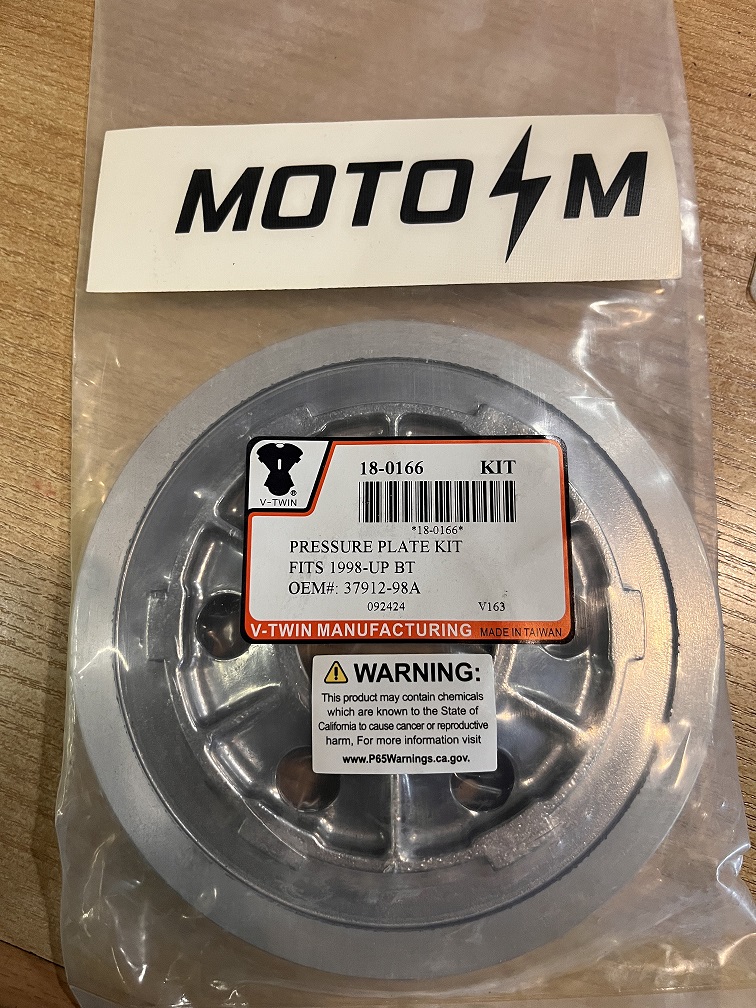 MOTO M
18-0166 KIT
V-TWIN
®
*18-0166*
PRESSURE PLATE KIT
FITS 1998-UP BT
OEM#: 37912-98A
092424 V163
V-TWIN MANUFACTURING MADE IN TAIWAN
WARNING:
This product may contain chemicals
which are known to the State of
California to cause cancer or reproductive
harm, For more information visit
www.P65Warnings.ca.gov.